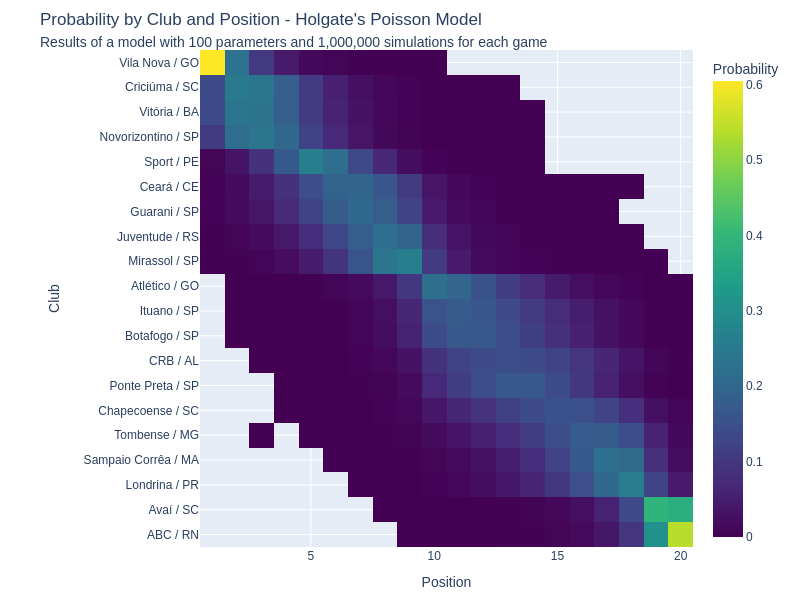 Probability by Club and Position - Holgate's Poisson Model
Results of a model with 100 parameters and 1,000,000 simulations for each game
Probability
Club
Vila Nova / GO
Criciúma / SC
Vitória / BA
Novorizontino / SP
Sport / PE
Ceará / CE
Guarani / SP
Juventude / RS
Mirassol / SP
Atlético / GO
Ituano / SP
Botafogo / SP
CRB / AL
Ponte Preta / SP
Chapecoense / SC
Tombense / MG
Sampaio Corrêa / MA
Londrina / PR
Avaí / SC
ABC / RN
0.6
0.5
0.4
0.3
0.2
0.1
0
5 10 15 20
Position